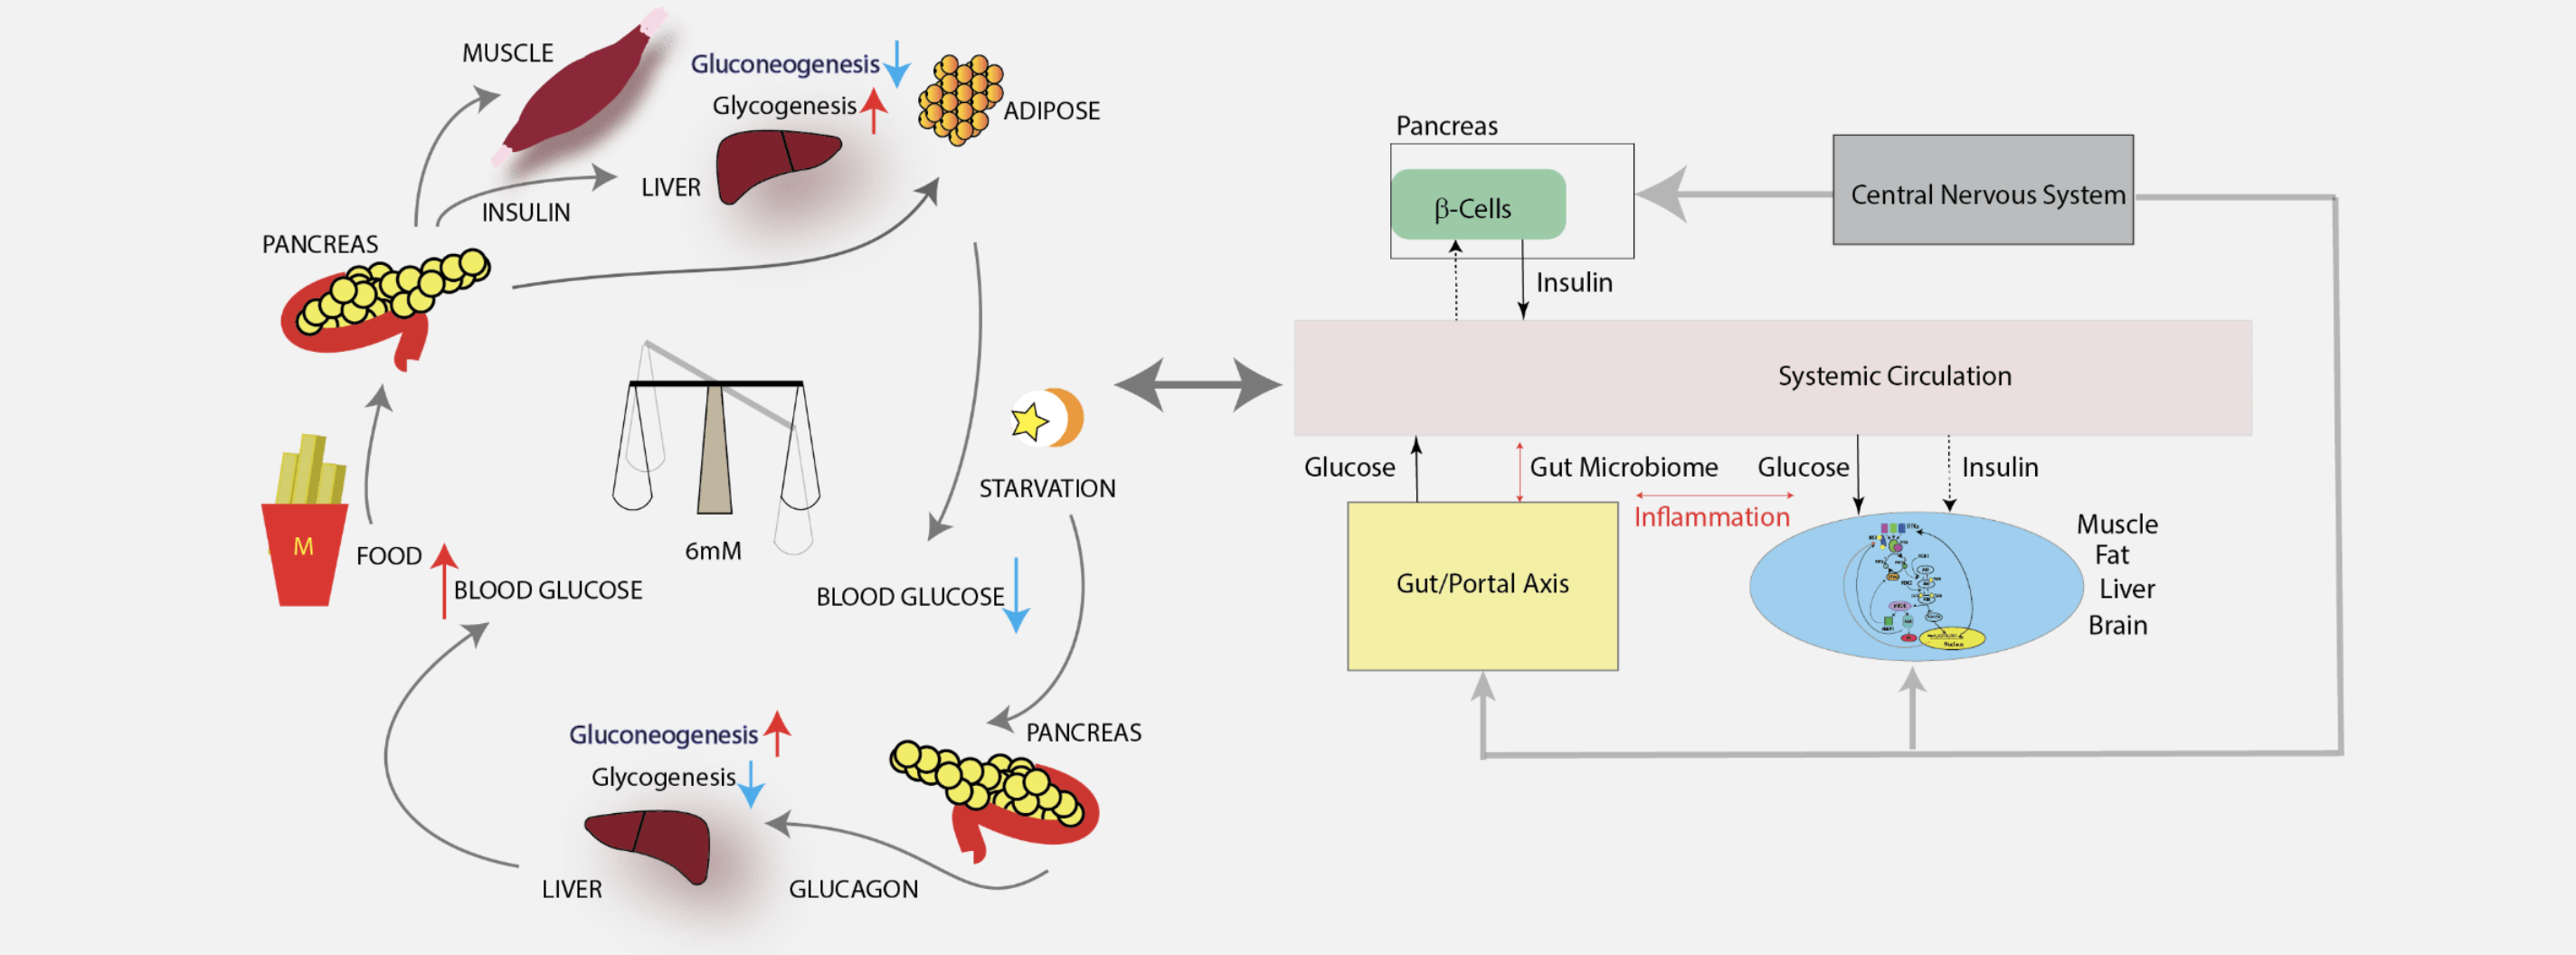 MUSCLE
Gluconeogenesis
Glycogenesis
ADIPOSE
LIVER
INSULIN
PANCREAS
6mM
STARVATION
M
FOOD
BLOOD GLUCOSE
BLOOD GLUCOSE
Gluconeogenesis
Glycogenesis
PANCREAS
LIVER
GLUCAGON
Pancreas
β-Cells
Central Nervous System
Insulin
Systemic Circulation
Glucose
Gut Microbiome
Glucose
Insulin
Inflammation
Gut/Portal Axis
Muscle
Fat
Liver
Brain